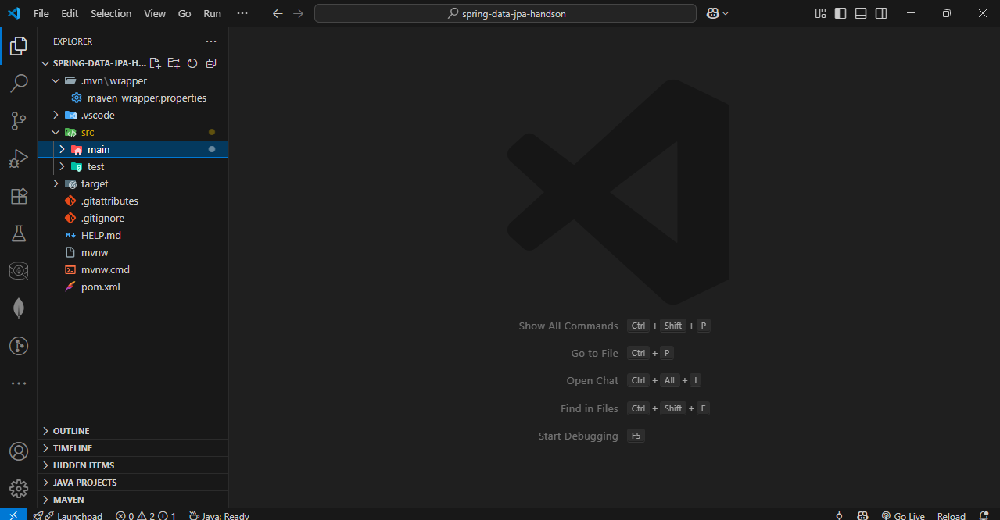 File Edit Selection View Go Run ··· spring-data-jpa-handson
EXPLORER ···
SPRING-DATA-JPA-H...
.mvn\wrapper
maven-wrapper.properties
.vscode
src
main
test
target
.gitattributes
.gitignore
HELP.md
mvnw
mvnw.cmd
pom.xml
Show All Commands Ctrl + Shift + P
Go to File Ctrl + P
Open Chat Ctrl + Alt + I
Find in Files Ctrl + Shift + F
Start Debugging F5
OUTLINE
TIMELINE
HIDDEN ITEMS
JAVA PROJECTS
MAVEN
Launchpad 0 2 1 Java: Ready Go Live Reload